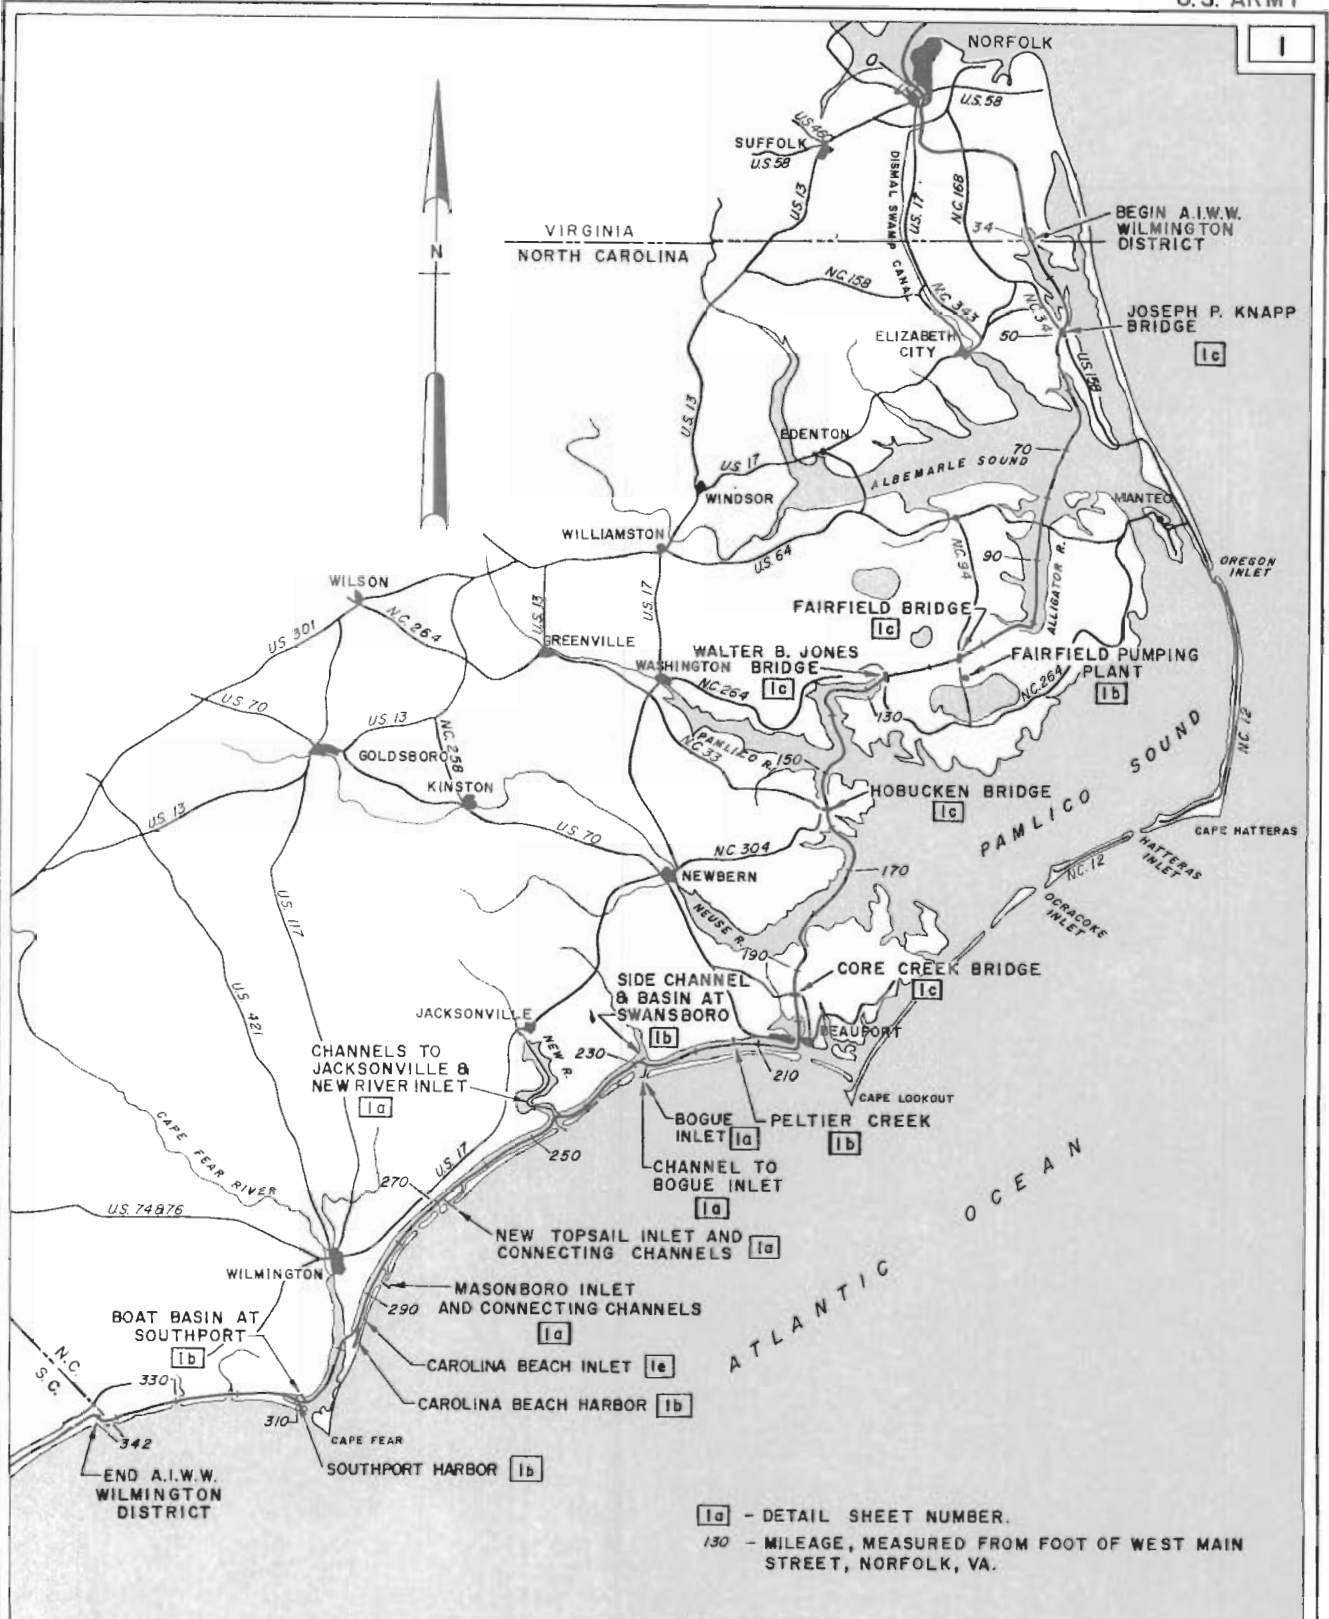 U.S. ARMY
1
NORFOLK
0
U.S. 58
U.S. 460
SUFFOLK
U.S. 58
U.S. 13
DISMAL SWAMP CANAL
U.S. 17
N.C. 168
34
BEGIN A.I.W.W.
WILMINGTON
DISTRICT
VIRGINIA
NORTH CAROLINA
N.C. 158
N.C. 343
N.C. 34
JOSEPH P. KNAPP
BRIDGE
1c
ELIZABETH
CITY
50
U.S. 158
U.S. 13
EDENTON
70
U.S. 17
ALBEMARLE SOUND
WINDSOR
MANTEO
WILLIAMSTON
U.S. 64
N.C. 94
90
ALLIGATOR R.
OREGON
INLET
WILSON
U.S. 13
U.S. 17
N.C. 264
FAIRFIELD BRIDGE
1c
U.S. 301
GREENVILLE
WALTER B. JONES
BRIDGE
1c
WASHINGTON
FAIRFIELD PUMPING
PLANT
1b
N.C. 264
N.C. 264
130
U.S. 70
U.S. 13
N.C. 258
PAMLICO R.
N.C. 33
150
PAMLICO SOUND
N.C. 12
GOLDSBORO
KINSTON
HOBUCKEN BRIDGE
1c
U.S. 13
U.S. 70
CAPE HATTERAS
HATTERAS
INLET
N.C. 12
N.C. 304
170
NEWBERN
OCRACOKE
INLET
U.S. 117
NEUSE R.
190
CORE CREEK BRIDGE
1c
SIDE CHANNEL
& BASIN AT
SWANSBORO
1b
U.S. 421
JACKSONVILLE
NEW R.
BEAUFORT
230
210
CHANNELS TO
JACKSONVILLE &
NEW RIVER INLET
1a
CAPE LOOKOUT
BOGUE
INLET 1a
PELTIER CREEK
1b
CAPE FEAR RIVER
U.S. 17
250
CHANNEL TO
BOGUE INLET
1a
270
U.S. 74&76
NEW TOPSAIL INLET AND
CONNECTING CHANNELS 1a
ATLANTIC OCEAN
WILMINGTON
MASONBORO INLET
AND CONNECTING CHANNELS
1a
290
BOAT BASIN AT
SOUTHPORT
1b
CAROLINA BEACH INLET 1e
N.C.
S.C.
330
CAROLINA BEACH HARBOR 1b
310
342
CAPE FEAR
END A.I.W.W.
WILMINGTON
DISTRICT
SOUTHPORT HARBOR 1b
N
1a - DETAIL SHEET NUMBER.
130 - MILEAGE, MEASURED FROM FOOT OF WEST MAIN
STREET, NORFOLK, VA.